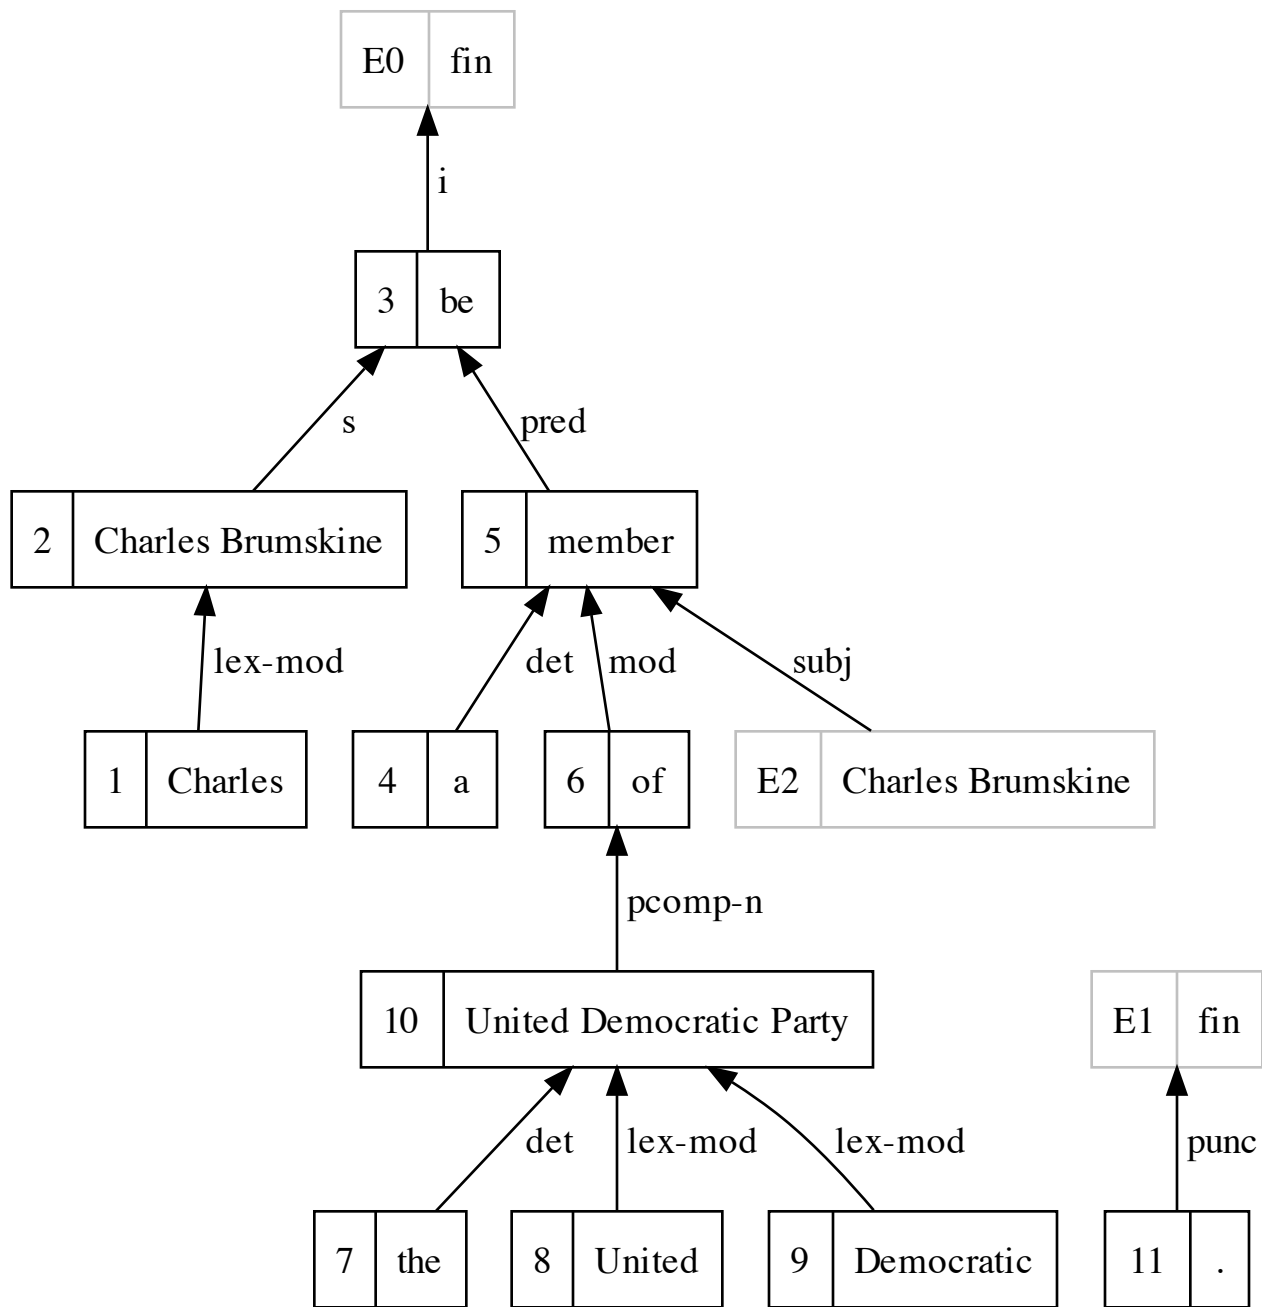 E0 fin
i
3 be
s pred
2 Charles Brumskine 5 member
lex-mod det mod subj
1 Charles 4 a 6 of E2 Charles Brumskine
pcomp-n
10 United Democratic Party E1 fin
det lex-mod lex-mod punc
7 the 8 United 9 Democratic 11 .